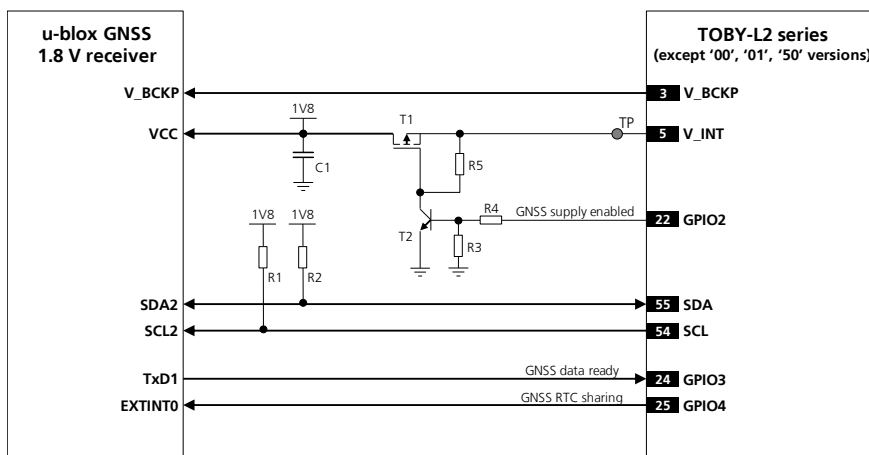 u-blox GNSS
1.8 V receiver
TOBY-L2 series
(except ‘00’, ‘01’, ‘50’ versions)
V_BCKP
3
V_BCKP
1V8
T1
TP
VCC
5
V_INT
C1
R5
1V8
1V8
R4
GNSS supply enabled
22
GPIO2
T2
R3
R1
R2
SDA2
55
SDA
SCL2
54
SCL
GNSS data ready
TxD1
24
GPIO3
GNSS RTC sharing
EXTINT0
25
GPIO4